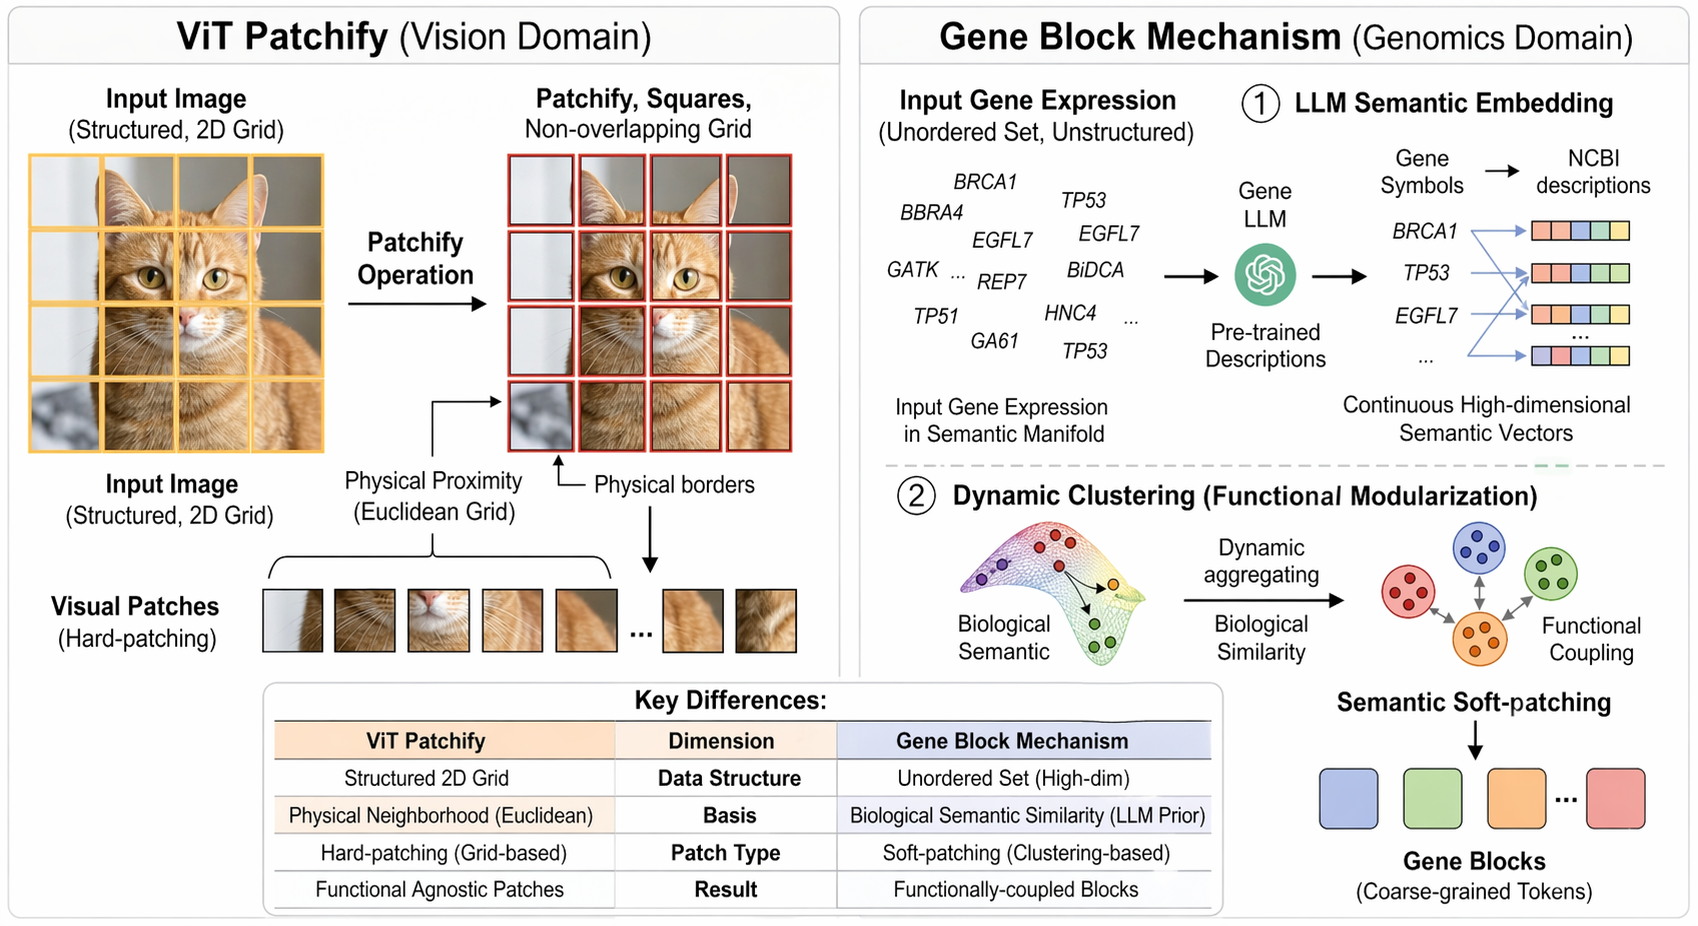 ViT Patchify (Vision Domain)
Input Image
(Structured, 2D Grid)
Patchify, Squares,
Non-overlapping Grid
Patchify
Operation
Input Image
(Structured, 2D Grid)
Physical Proximity
(Euclidean Grid)
Physical borders
Visual Patches
(Hard-patching)
...
Gene Block Mechanism (Genomics Domain)
Input Gene Expression
(Unordered Set, Unstructured)
BRCA1
TP53
BBRA4
EGFL7
EGFL7
GATK ...
REP7
BiDCA
TP51
HNC4 ...
GA61
TP53
Input Gene Expression
in Semantic Manifold
Gene
LLM
Pre-trained
Descriptions
1 LLM Semantic Embedding
Gene
Symbols
NCBI
descriptions
BRCA1
TP53
EGFL7
...
...
Continuous High-dimensional
Semantic Vectors
2 Dynamic Clustering (Functional Modularization)
Biological
Semantic
Dynamic
aggregating
Biological
Similarity
Functional
Coupling
Semantic Soft-patching
...
Gene Blocks
(Coarse-grained Tokens)
Key Differences:
ViT Patchify Dimension Gene Block Mechanism
Structured 2D Grid Data Structure Unordered Set (High-dim)
Physical Neighborhood (Euclidean) Basis Biological Semantic Similarity (LLM Prior)
Hard-patching (Grid-based) Patch Type Soft-patching (Clustering-based)
Functional Agnostic Patches Result Functionally-coupled Blocks